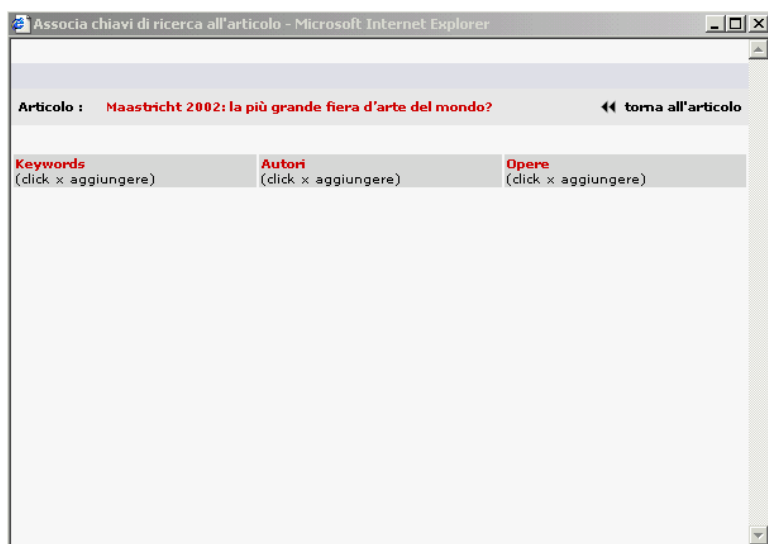 Associa chiavi di ricerca all'articolo - Microsoft Internet Explorer
Articolo : Maastricht 2002: la più grande fiera d'arte del mondo? torna all'articolo
Keywords Autori Opere
(click x aggiungere) (click x aggiungere) (click x aggiungere)